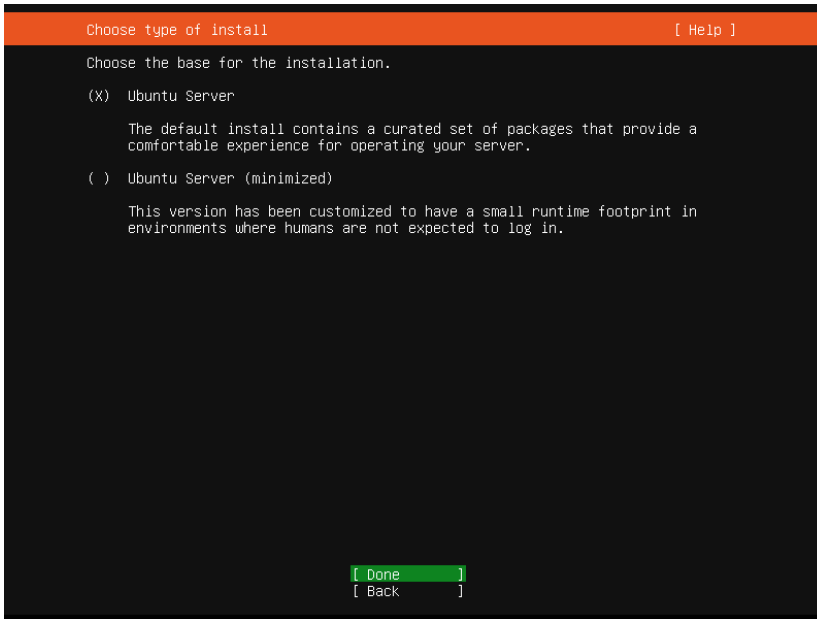 Choose type of install [ Help ]
Choose the base for the installation.
(X) Ubuntu Server
The default install contains a curated set of packages that provide a
comfortable experience for operating your server.
( ) Ubuntu Server (minimized)
This version has been customized to have a small runtime footprint in
environments where humans are not expected to log in.
[ Done ]
[ Back ]